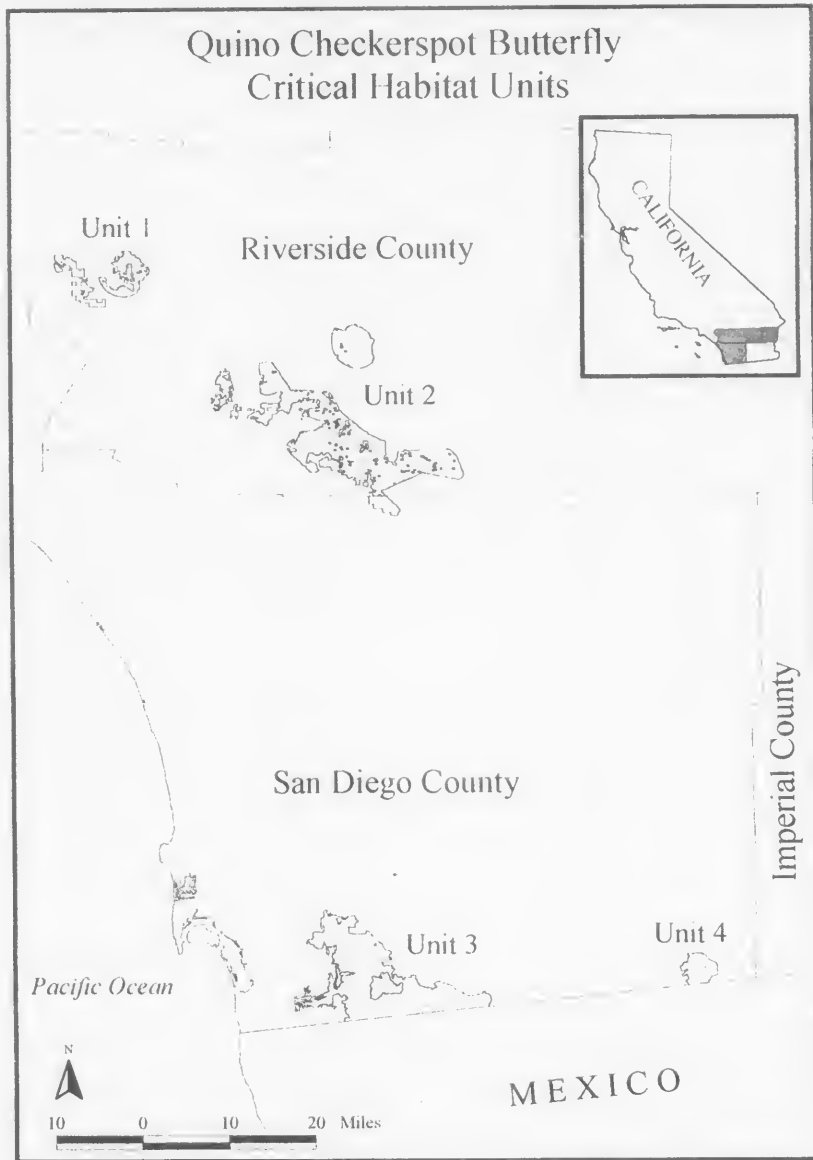 Quino Checkerspot Butterfly
Critical Habitat Units
CALIFORNIA
Unit 1
Riverside County
Unit 2
San Diego County
Imperial County
Unit 3
Unit 4
Pacific Ocean
N
MEXICO
10 0 10 20 Miles